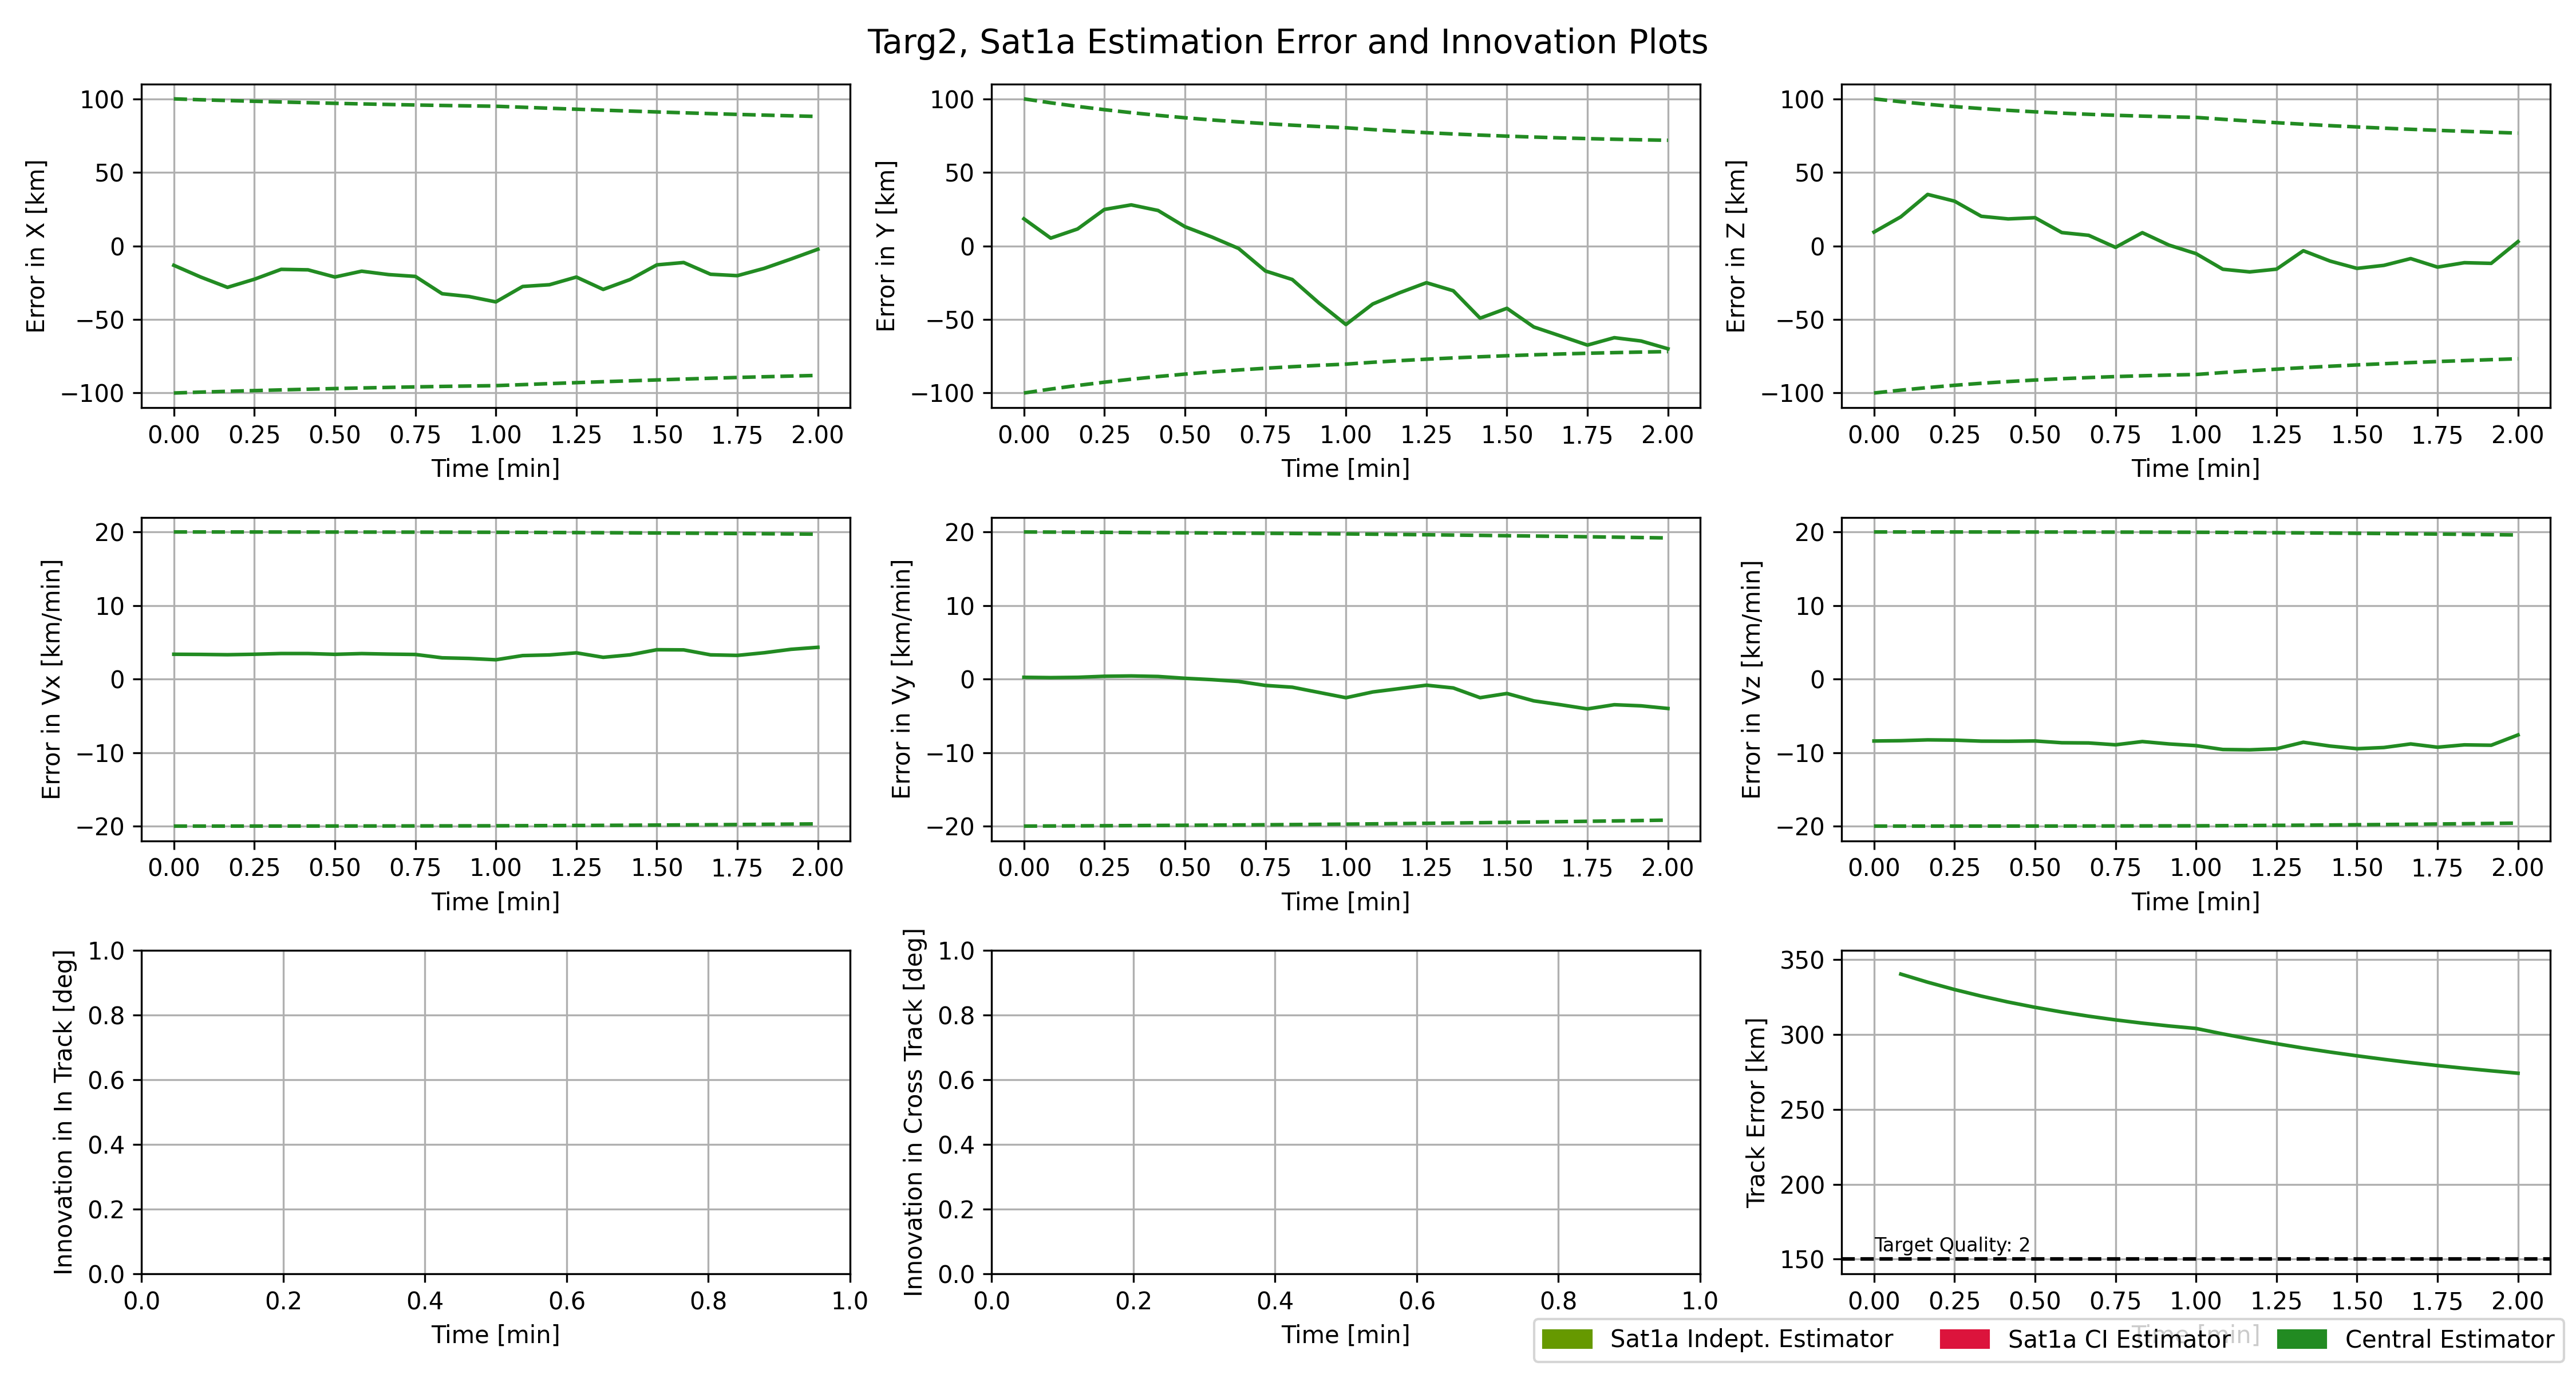 Targ2, Sat1a Estimation Error and Innovation Plots
Error in X [km]
100
50
0
−50
−100
0.00 0.25 0.50 0.75 1.00 1.25 1.50 1.75 2.00
Time [min]
Error in Y [km]
100
50
0
−50
−100
0.00 0.25 0.50 0.75 1.00 1.25 1.50 1.75 2.00
Time [min]
Error in Z [km]
100
50
0
−50
−100
0.00 0.25 0.50 0.75 1.00 1.25 1.50 1.75 2.00
Time [min]
Error in Vx [km/min]
20
10
0
−10
−20
0.00 0.25 0.50 0.75 1.00 1.25 1.50 1.75 2.00
Time [min]
Error in Vy [km/min]
20
10
0
−10
−20
0.00 0.25 0.50 0.75 1.00 1.25 1.50 1.75 2.00
Time [min]
Error in Vz [km/min]
20
10
0
−10
−20
0.00 0.25 0.50 0.75 1.00 1.25 1.50 1.75 2.00
Time [min]
Innovation in In Track [deg]
1.0
0.8
0.6
0.4
0.2
0.0
0.0 0.2 0.4 0.6 0.8 1.0
Time [min]
Innovation in Cross Track [deg]
1.0
0.8
0.6
0.4
0.2
0.0
0.0 0.2 0.4 0.6 0.8 1.0
Time [min]
Track Error [km]
350
300
250
200
150
Target Quality: 2
0.00 0.25 0.50 0.75 1.00 1.25 1.50 1.75 2.00
Time [min]
Sat1a Indept. Estimator Sat1a CI Estimator Central Estimator